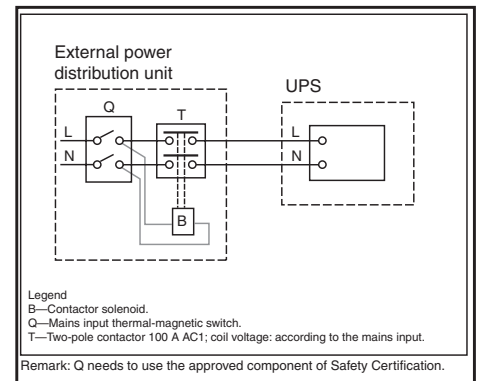 External power
distribution unit
UPS
Q
T
L
N
L
N
B
Legend
B—Contactor solenoid.
Q—Mains input thermal-magnetic switch.
T—Two-pole contactor 100 A AC1; coil voltage: according to the mains input.
Remark: Q needs to use the approved component of Safety Certification.